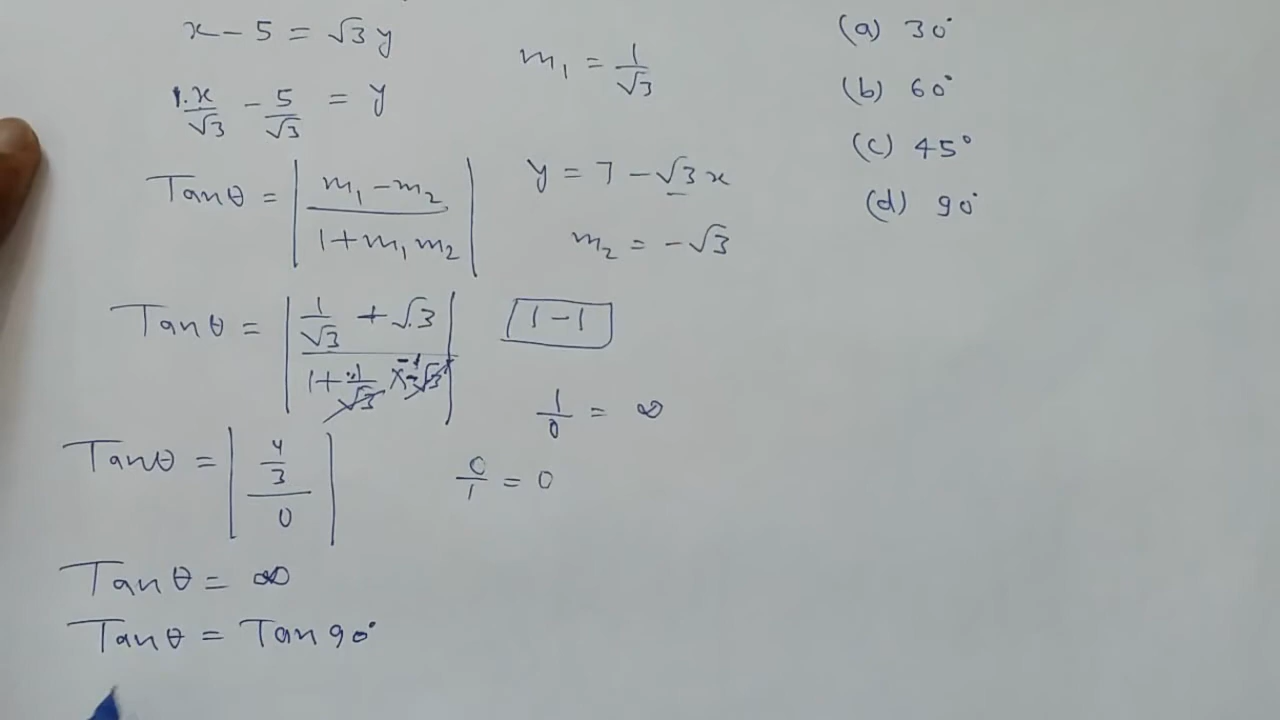 x - 5 = √3 y
1.x/√3 - 5/√3 = y
m₁ = 1/√3
(a) 30°
(b) 60°
(c) 45°
(d) 90°
Tanθ = | (m₁ - m₂)/(1 + m₁ m₂) |
y = 7 - √3 x
m₂ = -√3
Tanθ = | (1/√3 + √3)/(1 + 1/√3 × -√3) |
1 - 1
1/0 = ∞
Tanθ = | (4/3)/0 |
0/1 = 0
Tanθ = ∞
Tanθ = Tan 90°